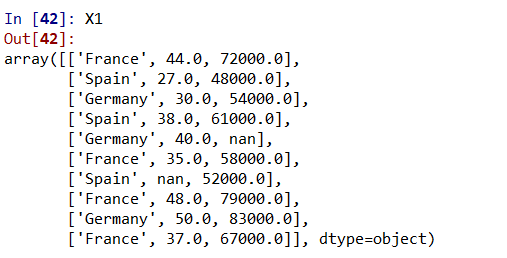 In [42]: X1
Out[42]:
array([['France', 44.0, 72000.0],
       ['Spain', 27.0, 48000.0],
       ['Germany', 30.0, 54000.0],
       ['Spain', 38.0, 61000.0],
       ['Germany', 40.0, nan],
       ['France', 35.0, 58000.0],
       ['Spain', nan, 52000.0],
       ['France', 48.0, 79000.0],
       ['Germany', 50.0, 83000.0],
       ['France', 37.0, 67000.0]], dtype=object)